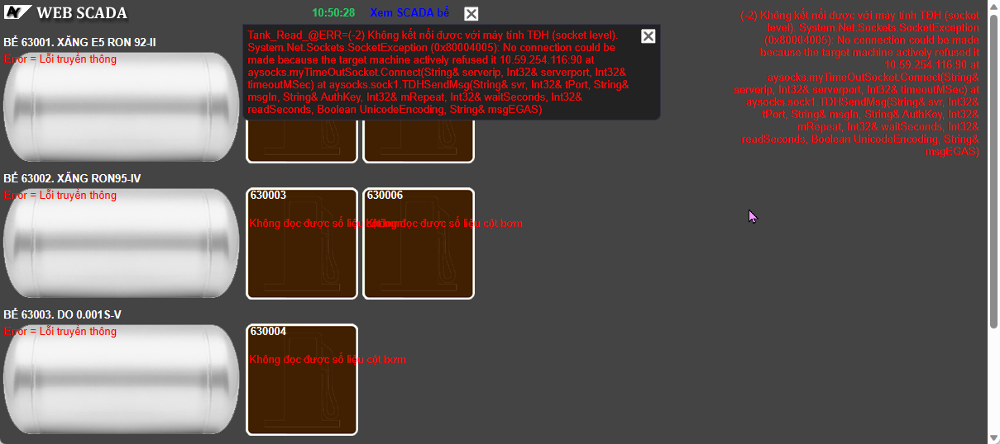 WEB SCADA
10:50:28 Xem SCADA bể
BỂ 63001. XĂNG E5 RON 92-II
Error = Lỗi truyền thông
Tank_Read_@ERR=(-2) Không kết nối được với máy tính TĐH (socket level).
System.Net.Sockets.SocketException (0x80004005): No connection could be
made because the target machine actively refused it 10.59.254.116:90 at
aysocks.myTimeOutSocket.Connect(String& serverip, Int32& serverport, Int32&
timeoutMSec) at aysocks.sock1.TDHSendMsg(String& svr, Int32& tPort, String&
msgIn, String& AuthKey, Int32& mRepeat, Int32& waitSeconds, Int32&
readSeconds, Boolean UnicodeEncoding, String& msgEGAS)
(-2) Không kết nối được với máy tính TĐH (socket
level). System.Net.Sockets.SocketException
(0x80004005): No connection could be made
because the target machine actively refused it
10.59.254.116:90 at
aysocks.myTimeOutSocket.Connect(String&
serverip, Int32& serverport, Int32& timeoutMSec) at
aysocks.sock1.TDHSendMsg(String& svr, Int32&
tPort, String& msgIn, String& AuthKey, Int32&
mRepeat, Int32& waitSeconds, Int32&
readSeconds, Boolean UnicodeEncoding, String&
msgEGAS)
BỂ 63002. XĂNG RON95-IV
Error = Lỗi truyền thông
630003
Không đọc được số liệu cột bơm
630006
Không đọc được số liệu cột bơm
BỂ 63003. DO 0.001S-V
Error = Lỗi truyền thông
630004
Không đọc được số liệu cột bơm